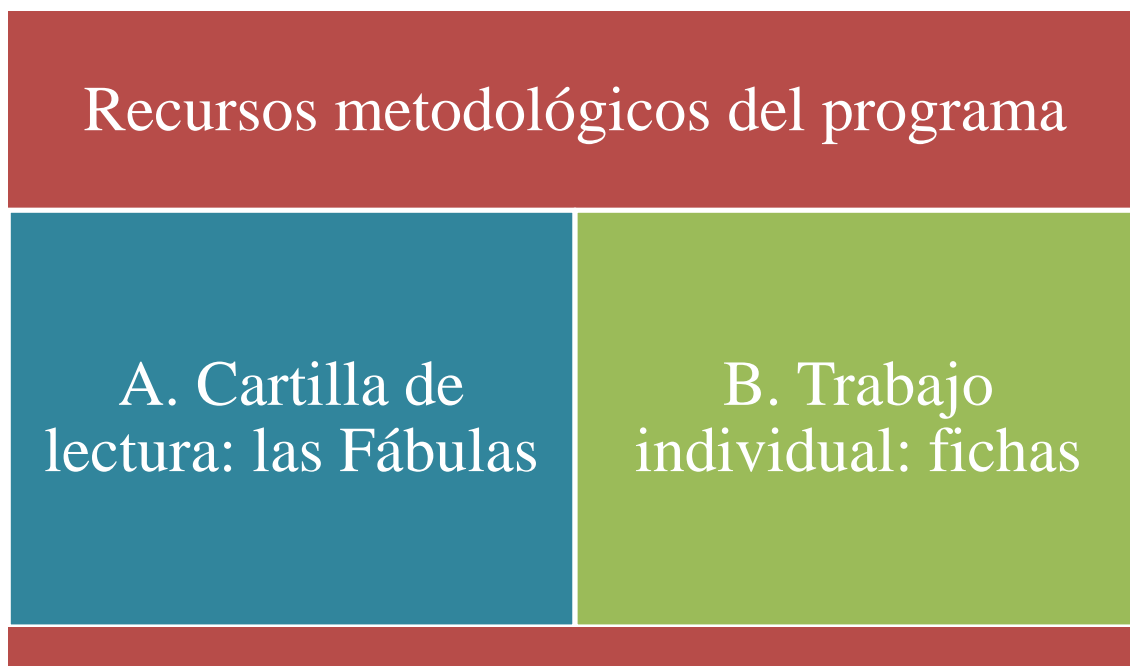 Recursos metodológicos del programa
A. Cartilla de
lectura: las Fábulas
B. Trabajo
individual: fichas